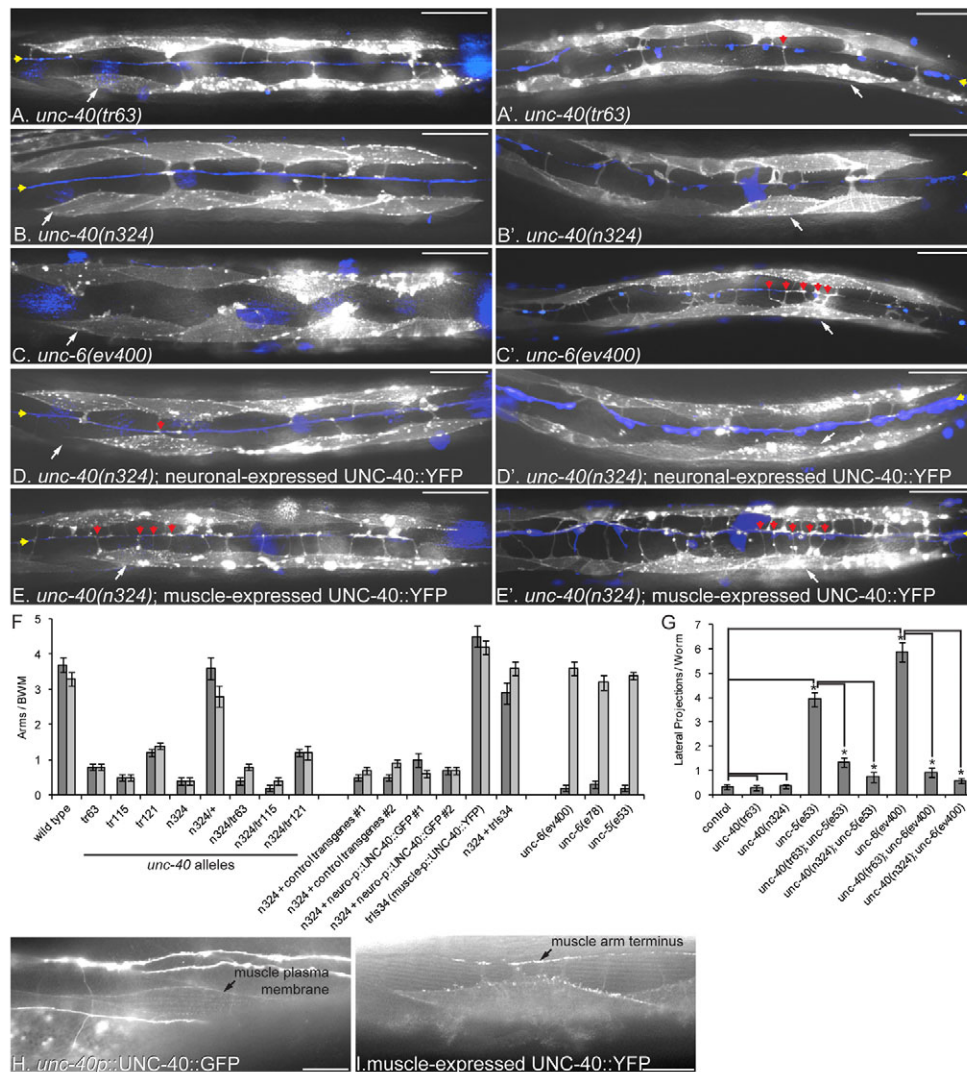 A. unc-40(tr63)
A'. unc-40(tr63)
B. unc-40(n324)
B'. unc-40(n324)
C. unc-6(ev400)
C'. unc-6(ev400)
D. unc-40(n324); neuronal-expressed UNC-40::YFP
D'. unc-40(n324); neuronal-expressed UNC-40::YFP
E. unc-40(n324); muscle-expressed UNC-40::YFP
E'. unc-40(n324); muscle-expressed UNC-40::YFP
F
Arms / BWM
5
4
3
2
1
0
wild type
tr63
tr115
tr121
n324
n324/+
n324/tr63
n324/tr115
n324/tr121
unc-40 alleles
n324 + control transgenes #1
n324 + control transgenes #2
n324 + neuro-p::UNC-40::GFP #1
n324 + neuro-p::UNC-40::GFP #2
trIs34 (muscle-p::UNC-40::YFP)
n324 + trIs34
unc-6(ev400)
unc-6(e78)
unc-5(e53)
G
Lateral Projections / Worm
7
6
5
4
3
2
1
0
* * * * * *
control
unc-40(tr63)
unc-40(n324)
unc-5(e53)
unc-40(tr63); unc-5(e53)
unc-40(n324); unc-5(e53)
unc-6(ev400)
unc-40(tr63); unc-6(ev400)
unc-40(n324); unc-6(ev400)
muscle plasma
membrane
H. unc-40p::UNC-40::GFP
muscle arm terminus
I.muscle-expressed UNC-40::YFP